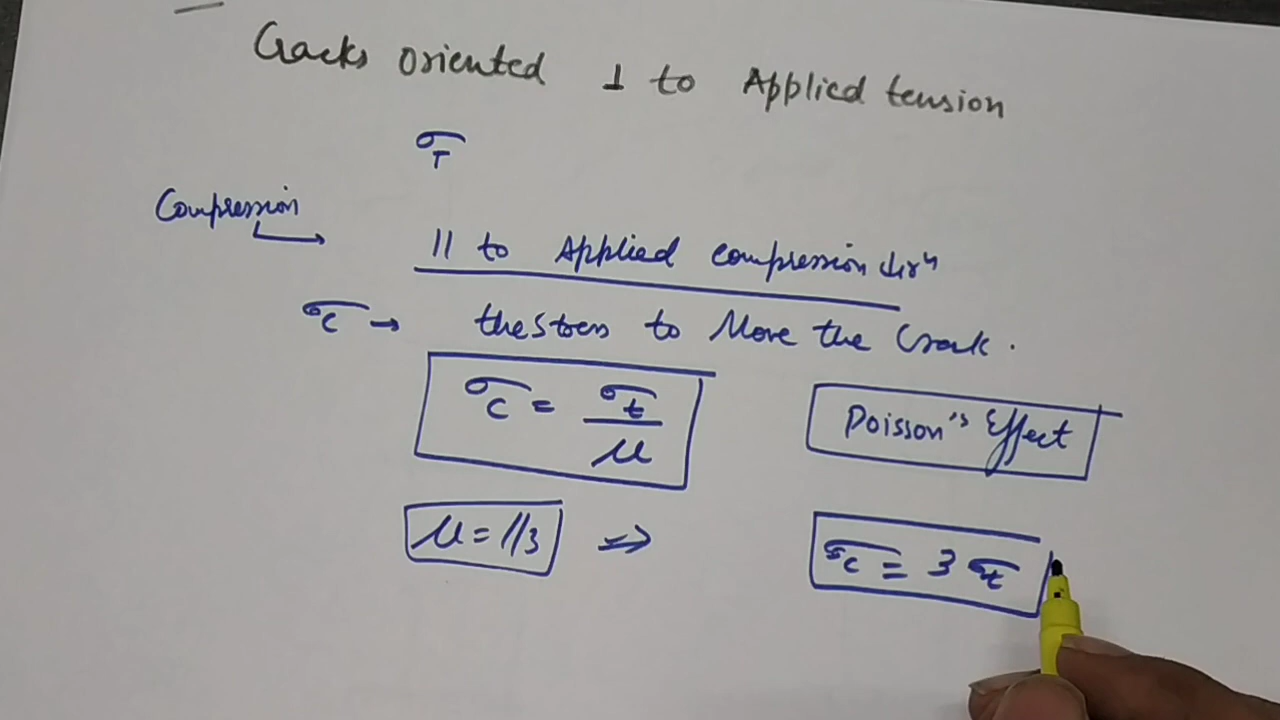 Cracks oriented ⊥ to Applied tension
σT
Compression
|| to Applied compression dirⁿ
σc → the stress to Move the Crack.
σc = σt / μ
Poisson's Effect
μ = 1/3 ⇒ σc = 3 σt